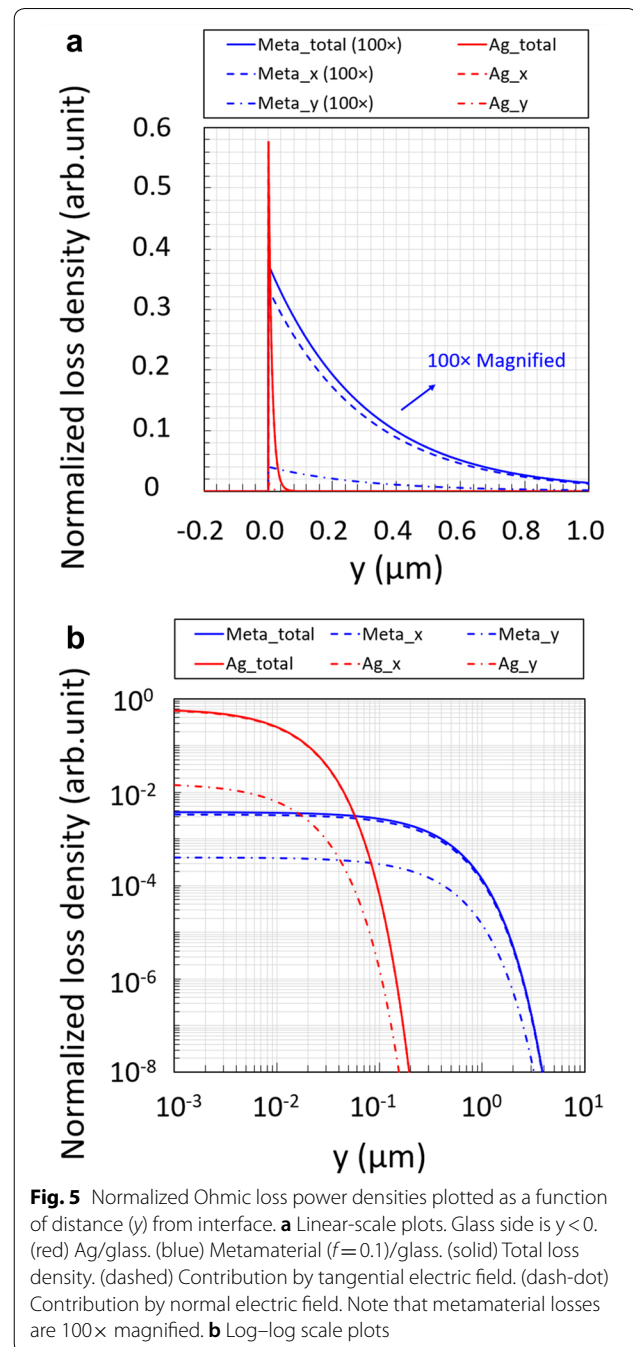 a
Meta_total (100×) Ag_total
Meta_x (100×) Ag_x
Meta_y (100×) Ag_y
Normalized loss density (arb.unit)
0.6
0.5
0.4
0.3
0.2
0.1
0
100× Magnified
-0.2 0.0 0.2 0.4 0.6 0.8 1.0
y (μm)
b
Meta_total Meta_x Meta_y
Ag_total Ag_x Ag_y
Normalized loss density (arb.unit)
10⁰
10⁻²
10⁻⁴
10⁻⁶
10⁻⁸
10⁻³ 10⁻² 10⁻¹ 10⁰ 10¹
y (μm)
Fig. 5 Normalized Ohmic loss power densities plotted as a function
of distance (y) from interface. a Linear-scale plots. Glass side is y < 0.
(red) Ag/glass. (blue) Metamaterial (f = 0.1)/glass. (solid) Total loss
density. (dashed) Contribution by tangential electric field. (dash-dot)
Contribution by normal electric field. Note that metamaterial losses
are 100× magnified. b Log–log scale plots